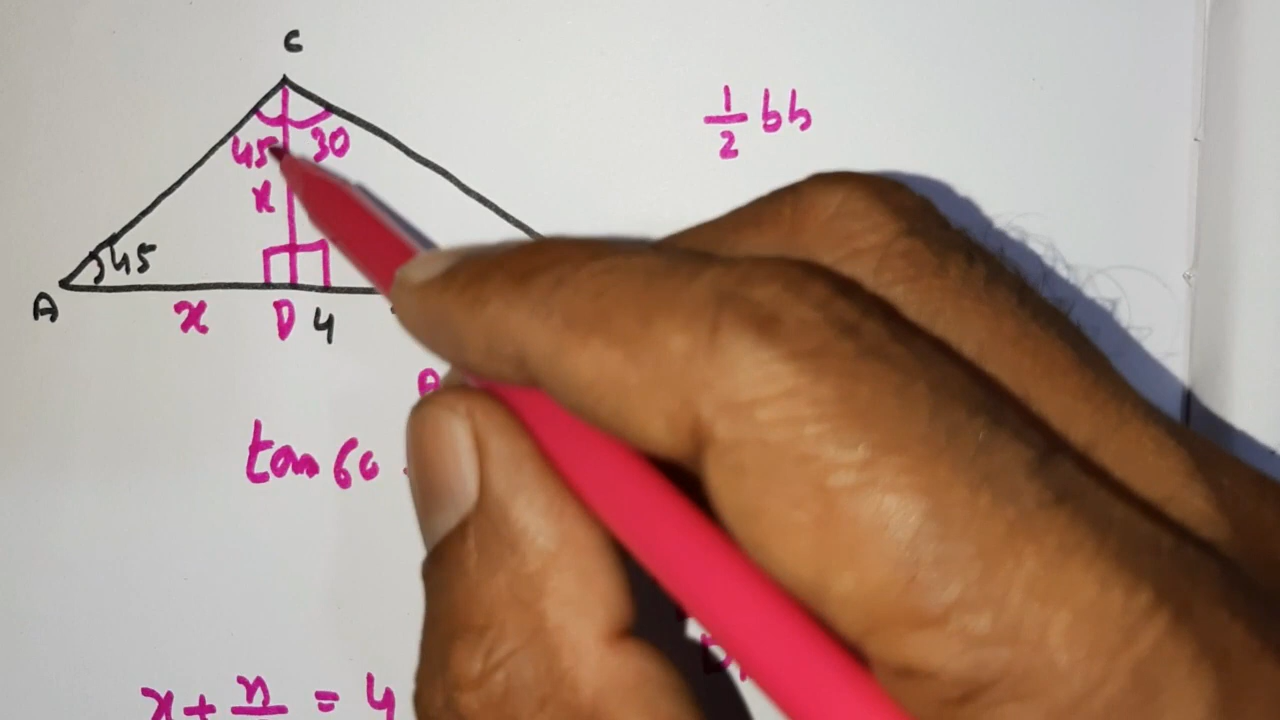 C
1/2 bh
45 30
x
45
A x D 4
tan 60
x + x/ = 4